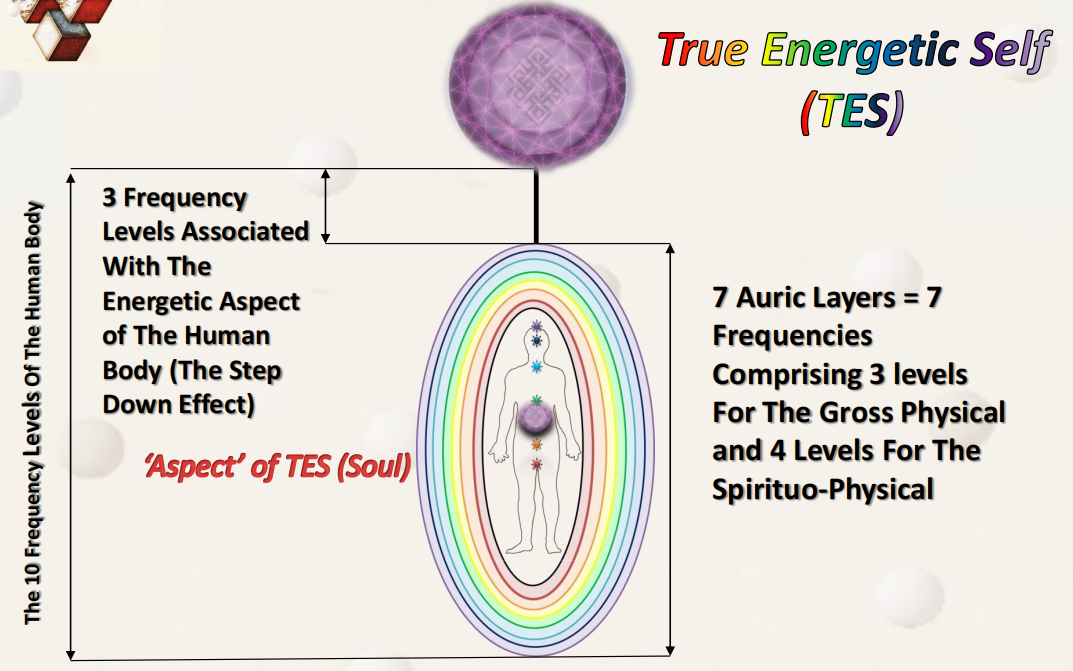 True Energetic Self
(TES)
The 10 Frequency Levels Of The Human Body
3 Frequency
Levels Associated
With The
Energetic Aspect
of The Human
Body (The Step
Down Effect)
‘Aspect’ of TES (Soul)
7 Auric Layers = 7
Frequencies
Comprising 3 levels
For The Gross Physical
and 4 Levels For The
Spirituo-Physical